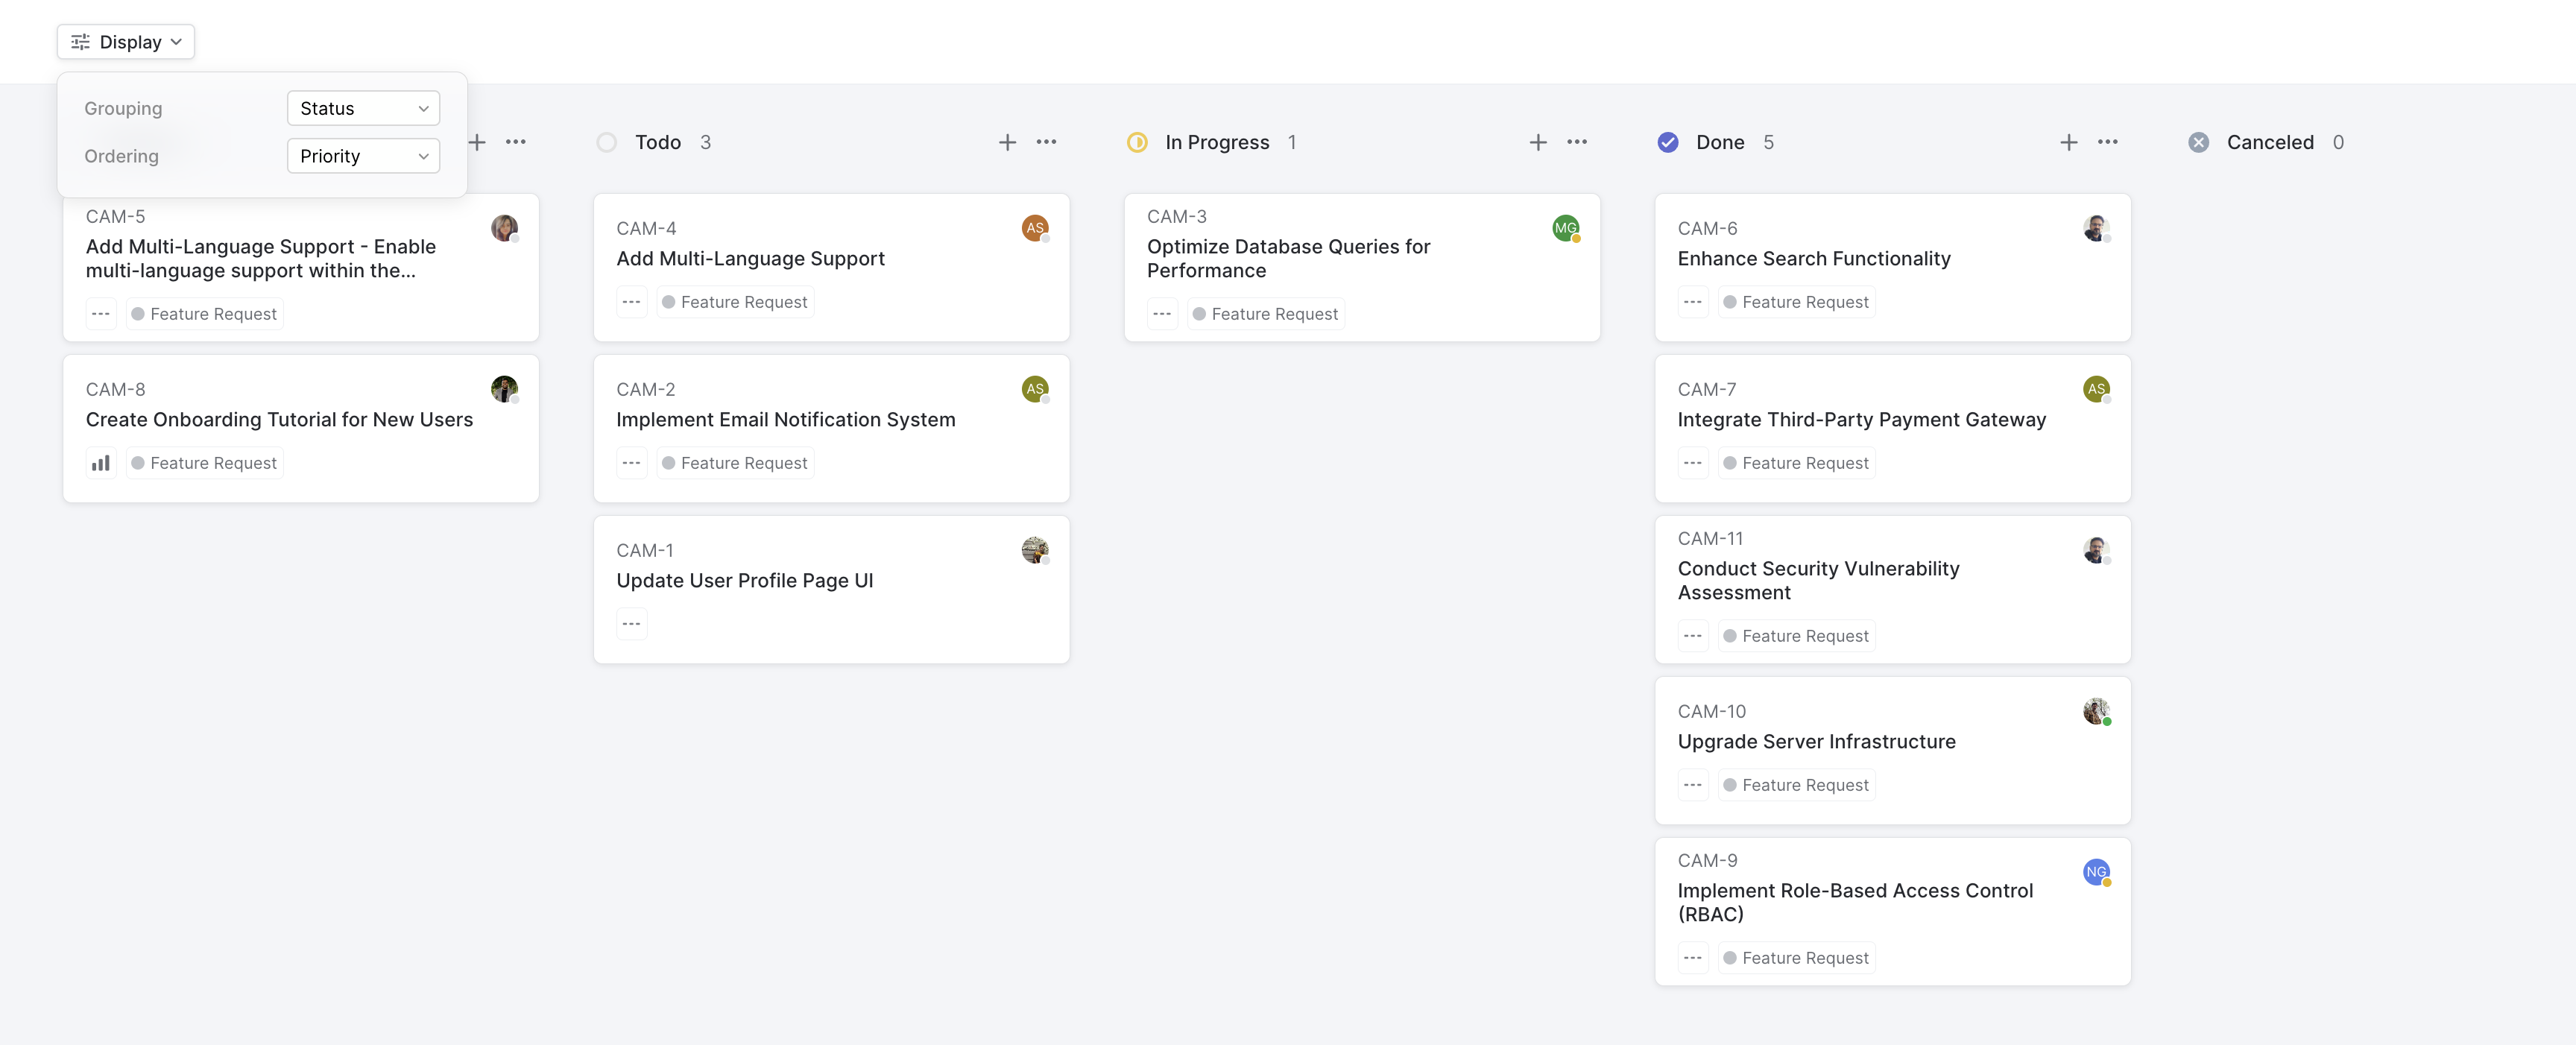 Display
Grouping
Status
Ordering
Priority
Todo 3
In Progress 1
Done 5
Canceled 0
CAM-5
Add Multi-Language Support - Enable
multi-language support within the...
Feature Request
CAM-8
Create Onboarding Tutorial for New Users
Feature Request
CAM-4
AS
Add Multi-Language Support
Feature Request
CAM-2
AS
Implement Email Notification System
Feature Request
CAM-1
Update User Profile Page UI
CAM-3
MG
Optimize Database Queries for
Performance
Feature Request
CAM-6
Enhance Search Functionality
Feature Request
CAM-7
AS
Integrate Third-Party Payment Gateway
Feature Request
CAM-11
Conduct Security Vulnerability
Assessment
Feature Request
CAM-10
Upgrade Server Infrastructure
Feature Request
CAM-9
NG
Implement Role-Based Access Control
(RBAC)
Feature Request